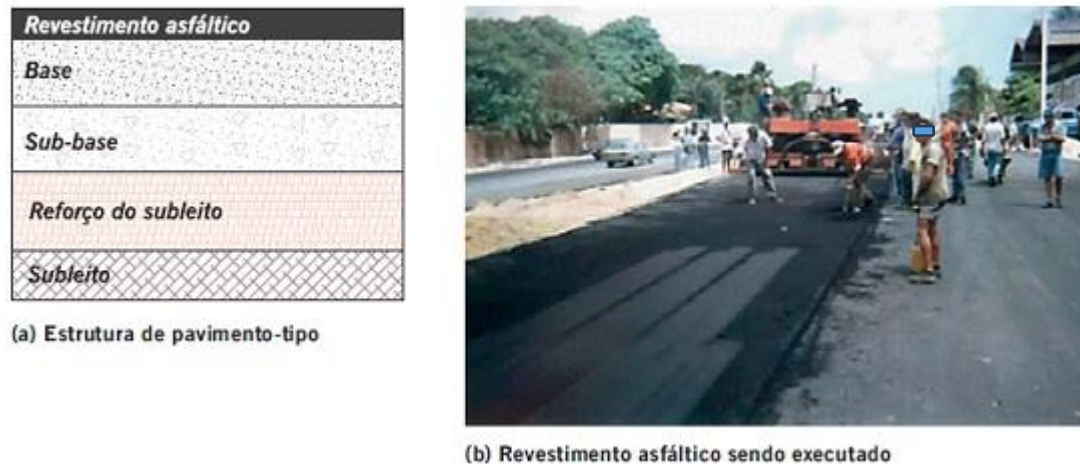 Revestimento asfáltico
Base
Sub-base
Reforço do subleito
Subleito
(a) Estrutura de pavimento-tipo
(b) Revestimento asfáltico sendo executado